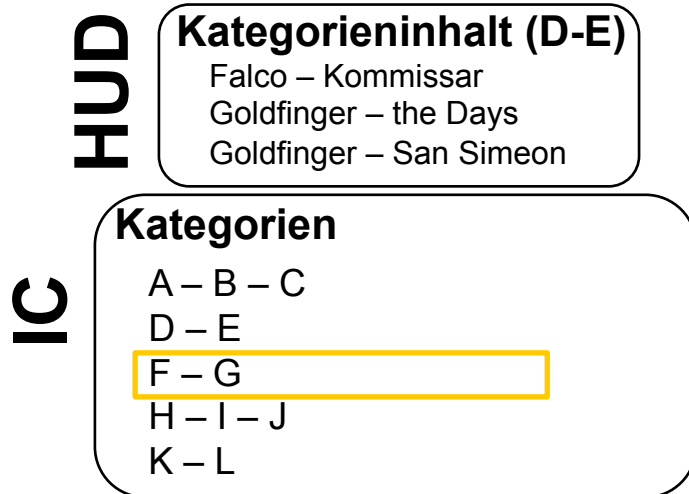 HUD
Kategorieninhalt (D-E)
Falco – Kommissar
Goldfinger – the Days
Goldfinger – San Simeon
IC
Kategorien
A – B – C
D – E
F – G
H – I – J
K – L